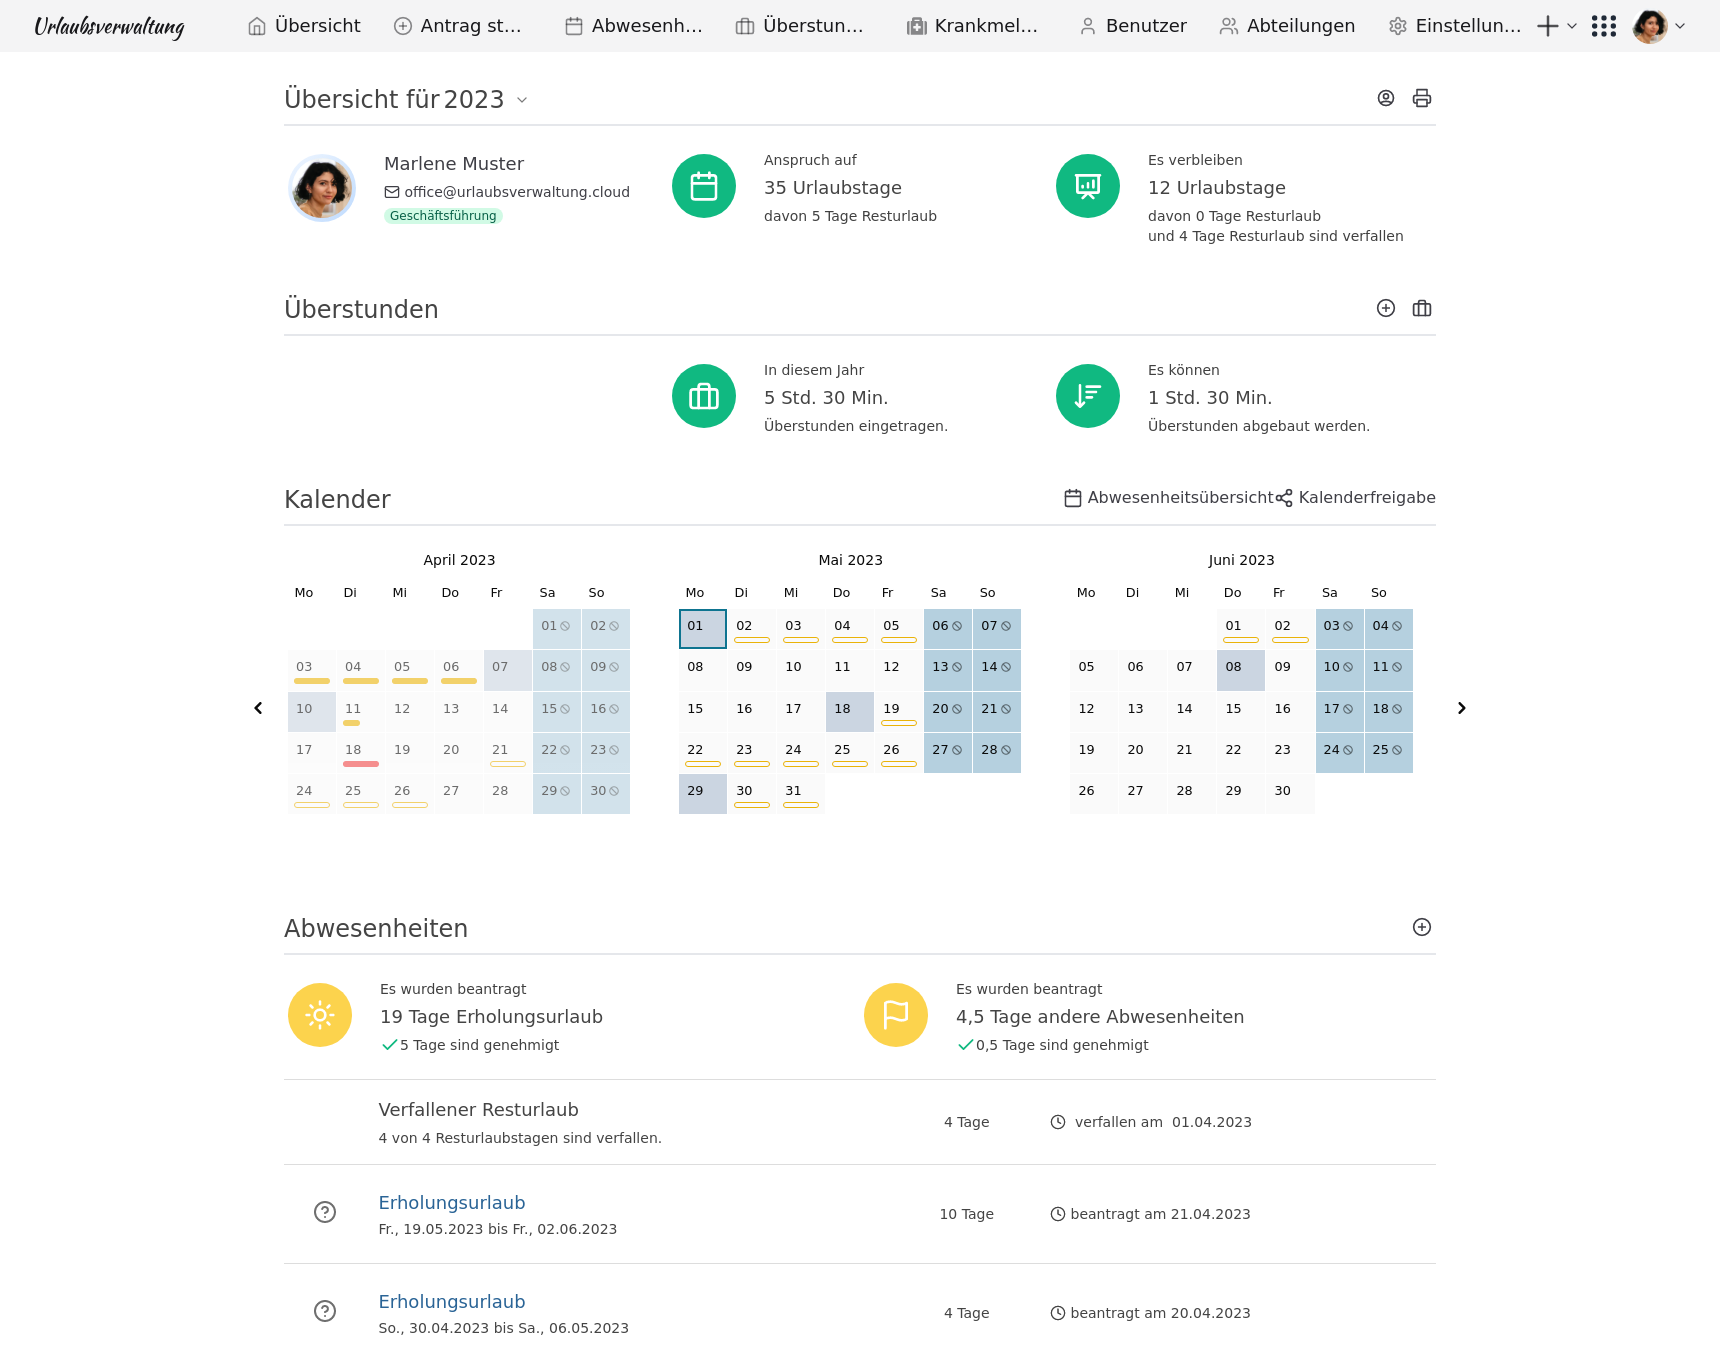 Urlaubsverwaltung Übersicht Antrag st... Abwesenh... Überstun... Krankmel... Benutzer Abteilungen Einstellun...
Übersicht für 2023
Marlene Muster
office@urlaubsverwaltung.cloud
Geschäftsführung
Anspruch auf
35 Urlaubstage
davon 5 Tage Resturlaub
Es verbleiben
12 Urlaubstage
davon 0 Tage Resturlaub
und 4 Tage Resturlaub sind verfallen
Überstunden
In diesem Jahr
5 Std. 30 Min.
Überstunden eingetragen.
Es können
1 Std. 30 Min.
Überstunden abgebaut werden.
Kalender
Abwesenheitsübersicht Kalenderfreigabe
April 2023
Mo Di Mi Do Fr Sa So
01 02
03 04 05 06 07 08 09
10 11 12 13 14 15 16
17 18 19 20 21 22 23
24 25 26 27 28 29 30
Mai 2023
Mo Di Mi Do Fr Sa So
01 02 03 04 05 06 07
08 09 10 11 12 13 14
15 16 17 18 19 20 21
22 23 24 25 26 27 28
29 30 31
Juni 2023
Mo Di Mi Do Fr Sa So
01 02 03 04
05 06 07 08 09 10 11
12 13 14 15 16 17 18
19 20 21 22 23 24 25
26 27 28 29 30
Abwesenheiten
Es wurden beantragt
19 Tage Erholungsurlaub
5 Tage sind genehmigt
Es wurden beantragt
4,5 Tage andere Abwesenheiten
0,5 Tage sind genehmigt
Verfallener Resturlaub
4 von 4 Resturlaubstagen sind verfallen.
4 Tage
verfallen am 01.04.2023
Erholungsurlaub
Fr., 19.05.2023 bis Fr., 02.06.2023
10 Tage
beantragt am 21.04.2023
Erholungsurlaub
So., 30.04.2023 bis Sa., 06.05.2023
4 Tage
beantragt am 20.04.2023